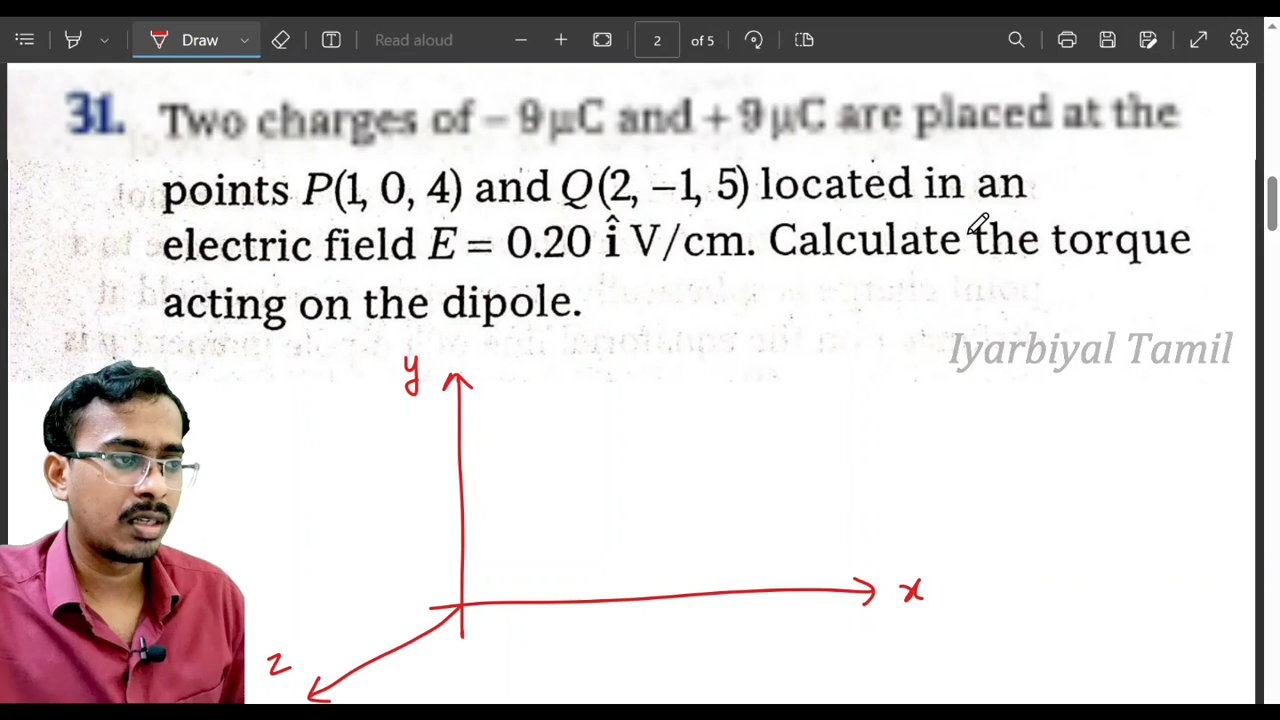 Draw
Read aloud
2 of 5
31. Two charges of – 9 μC and + 9 μC are placed at the
points P(1, 0, 4) and Q(2, –1, 5) located in an
electric field E = 0.20 î V/cm. Calculate the torque
acting on the dipole.
Iyarbiyal Tamil
y
x
z